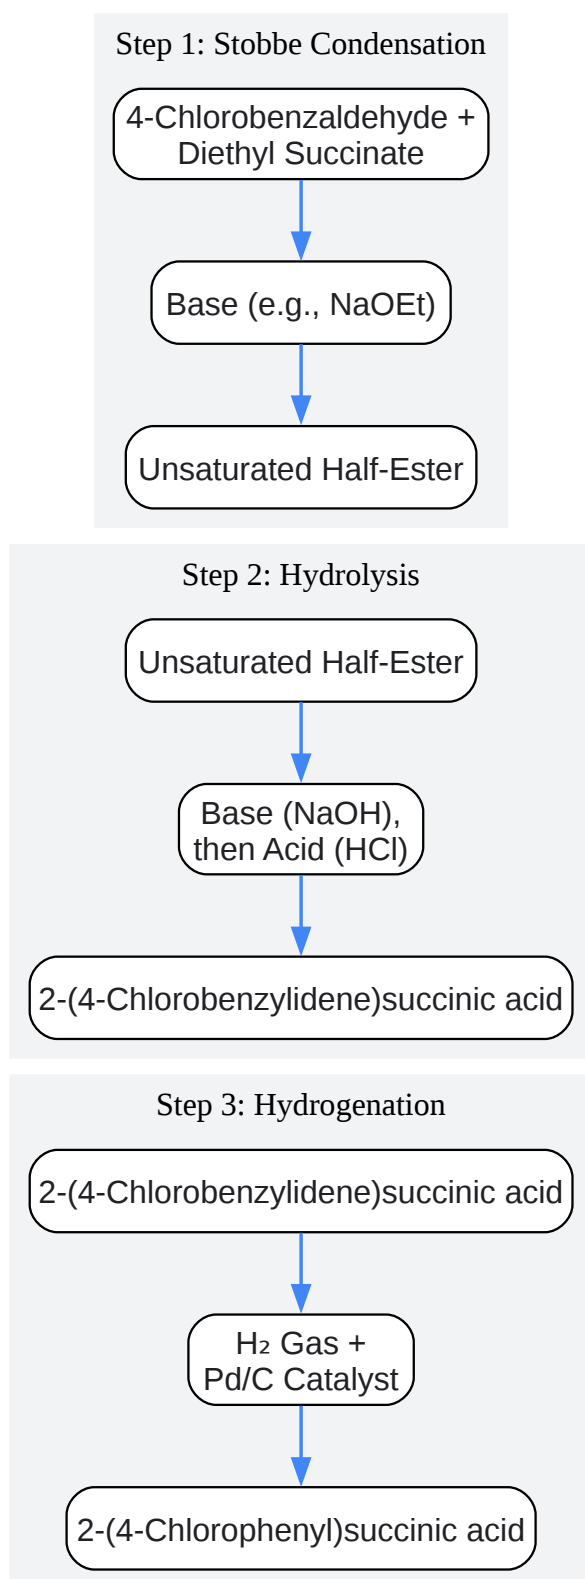 Step 1: Stobbe Condensation
4-Chlorobenzaldehyde +
Diethyl Succinate
Base (e.g., NaOEt)
Unsaturated Half-Ester
Step 2: Hydrolysis
Unsaturated Half-Ester
Base (NaOH),
then Acid (HCl)
2-(4-Chlorobenzylidene)succinic acid
Step 3: Hydrogenation
2-(4-Chlorobenzylidene)succinic acid
H₂ Gas +
Pd/C Catalyst
2-(4-Chlorophenyl)succinic acid